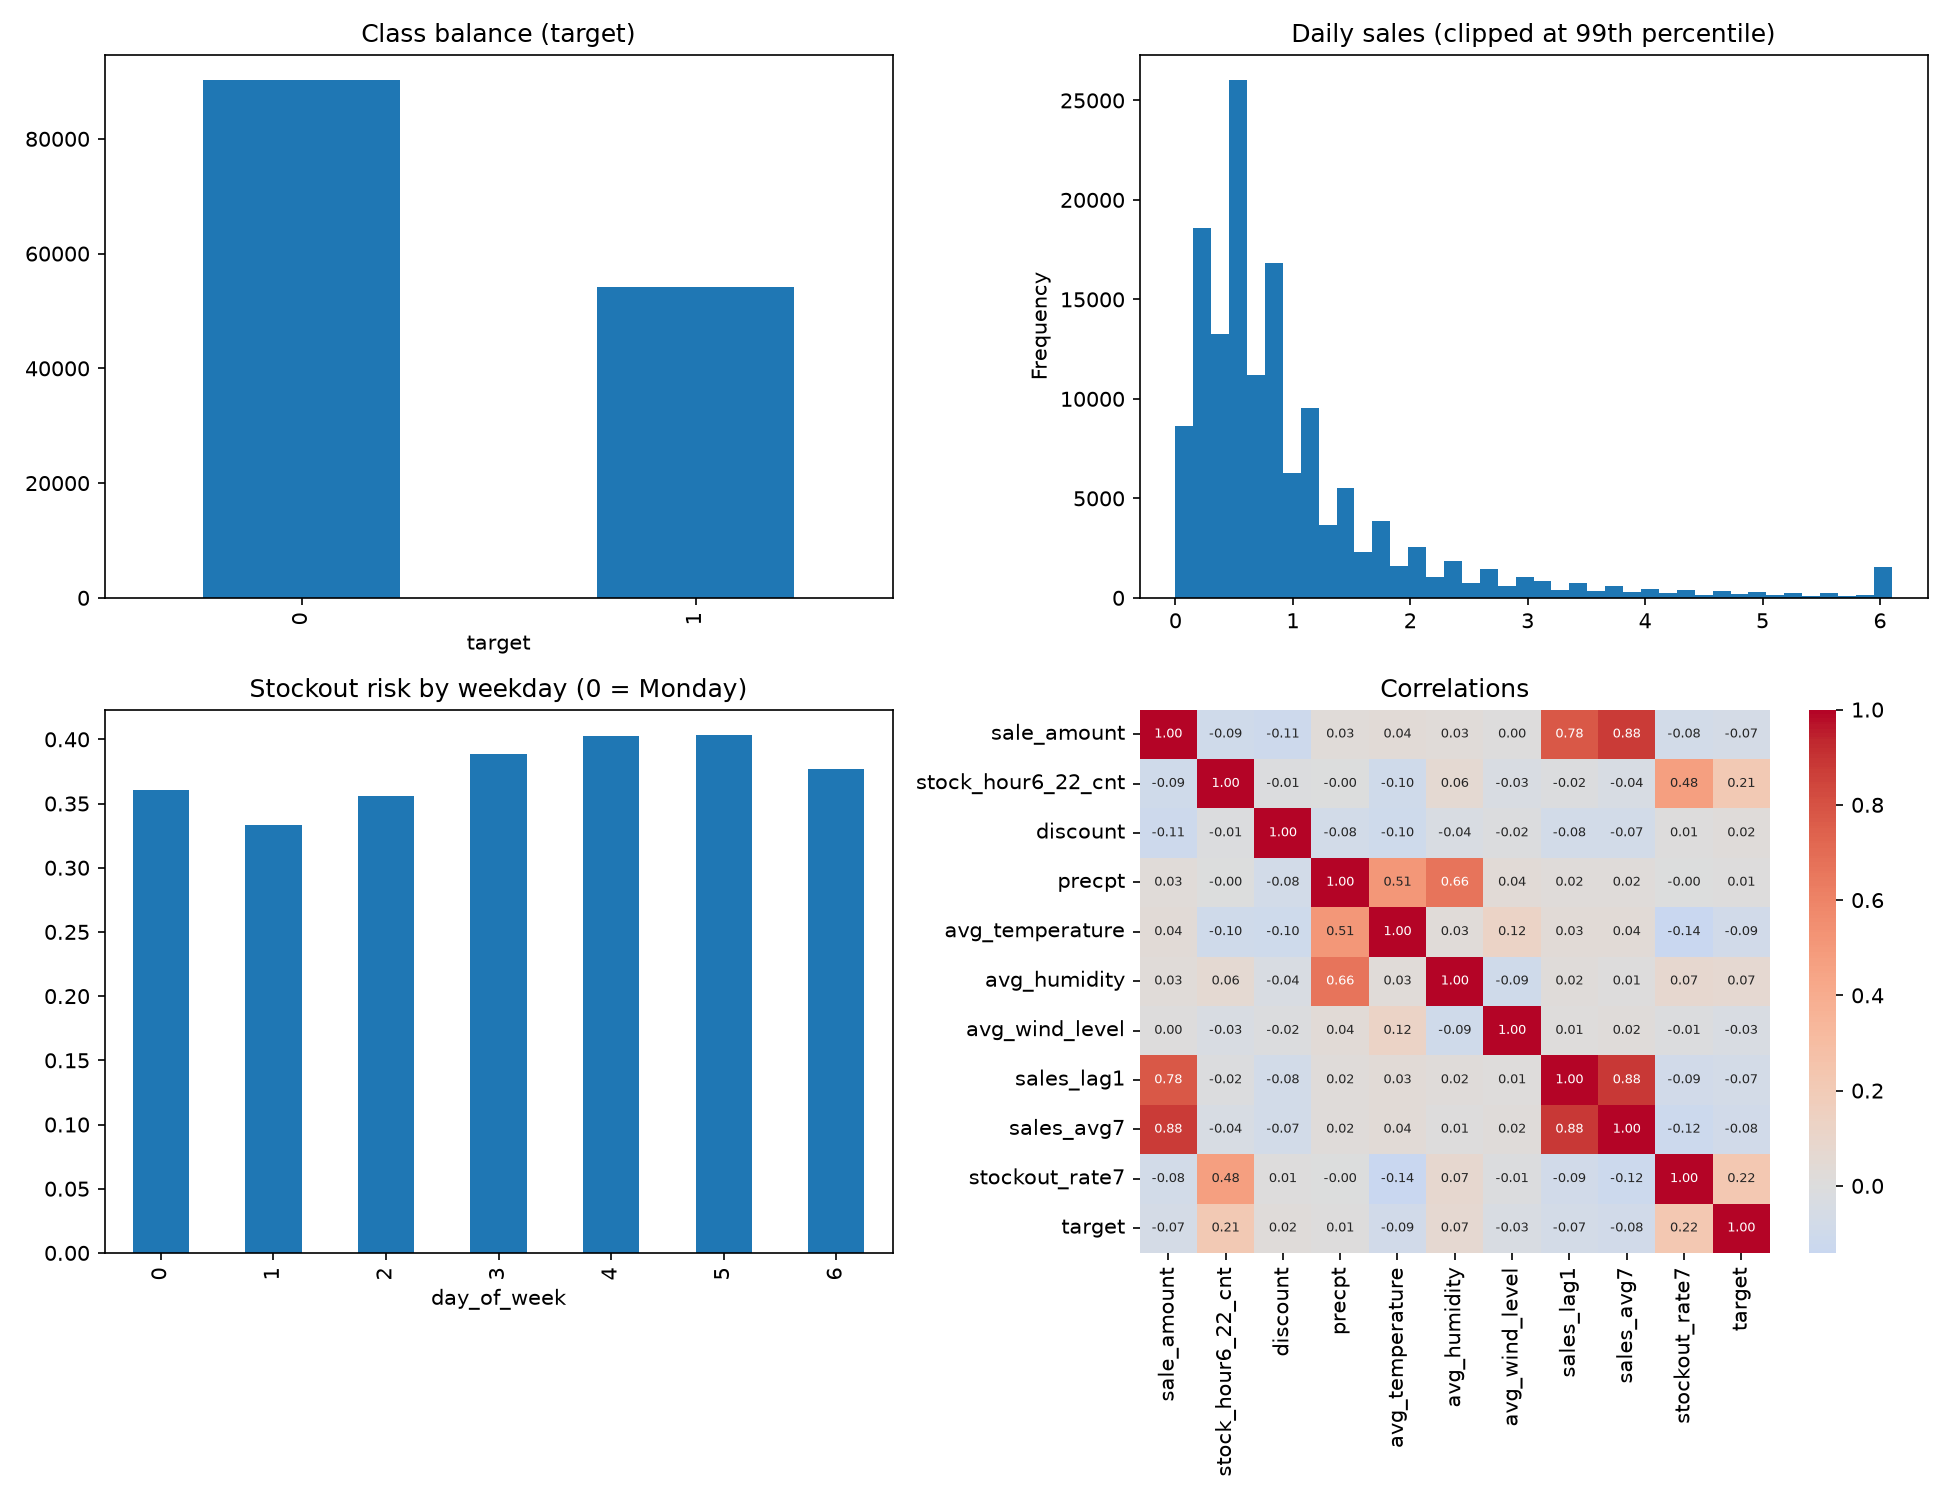 Class balance (target)
80000
60000
40000
20000
0
0
1
target
Daily sales (clipped at 99th percentile)
Frequency
25000
20000
15000
10000
5000
0
0 1 2 3 4 5 6
Stockout risk by weekday (0 = Monday)
0.40
0.35
0.30
0.25
0.20
0.15
0.10
0.05
0.00
0 1 2 3 4 5 6
day_of_week
Correlations
sale_amount 1.00 -0.09 -0.11 0.03 0.04 0.03 0.00 0.78 0.88 -0.08 -0.07
stock_hour6_22_cnt -0.09 1.00 -0.01 -0.00 -0.10 0.06 -0.03 -0.02 -0.04 0.48 0.21
discount -0.11 -0.01 1.00 -0.08 -0.10 -0.04 -0.02 -0.08 -0.07 0.01 0.02
precpt 0.03 -0.00 -0.08 1.00 0.51 0.66 0.04 0.02 0.02 -0.00 0.01
avg_temperature 0.04 -0.10 -0.10 0.51 1.00 0.03 0.12 0.03 0.04 -0.14 -0.09
avg_humidity 0.03 0.06 -0.04 0.66 0.03 1.00 -0.09 0.02 0.01 0.07 0.07
avg_wind_level 0.00 -0.03 -0.02 0.04 0.12 -0.09 1.00 0.01 0.02 -0.01 -0.03
sales_lag1 0.78 -0.02 -0.08 0.02 0.03 0.02 0.01 1.00 0.88 -0.09 -0.07
sales_avg7 0.88 -0.04 -0.07 0.02 0.04 0.01 0.02 0.88 1.00 -0.12 -0.08
stockout_rate7 -0.08 0.48 0.01 -0.00 -0.14 0.07 -0.01 -0.09 -0.12 1.00 0.22
target -0.07 0.21 0.02 0.01 -0.09 0.07 -0.03 -0.07 -0.08 0.22 1.00
sale_amount
stock_hour6_22_cnt
discount
precpt
avg_temperature
avg_humidity
avg_wind_level
sales_lag1
sales_avg7
stockout_rate7
target
1.0
0.8
0.6
0.4
0.2
0.0